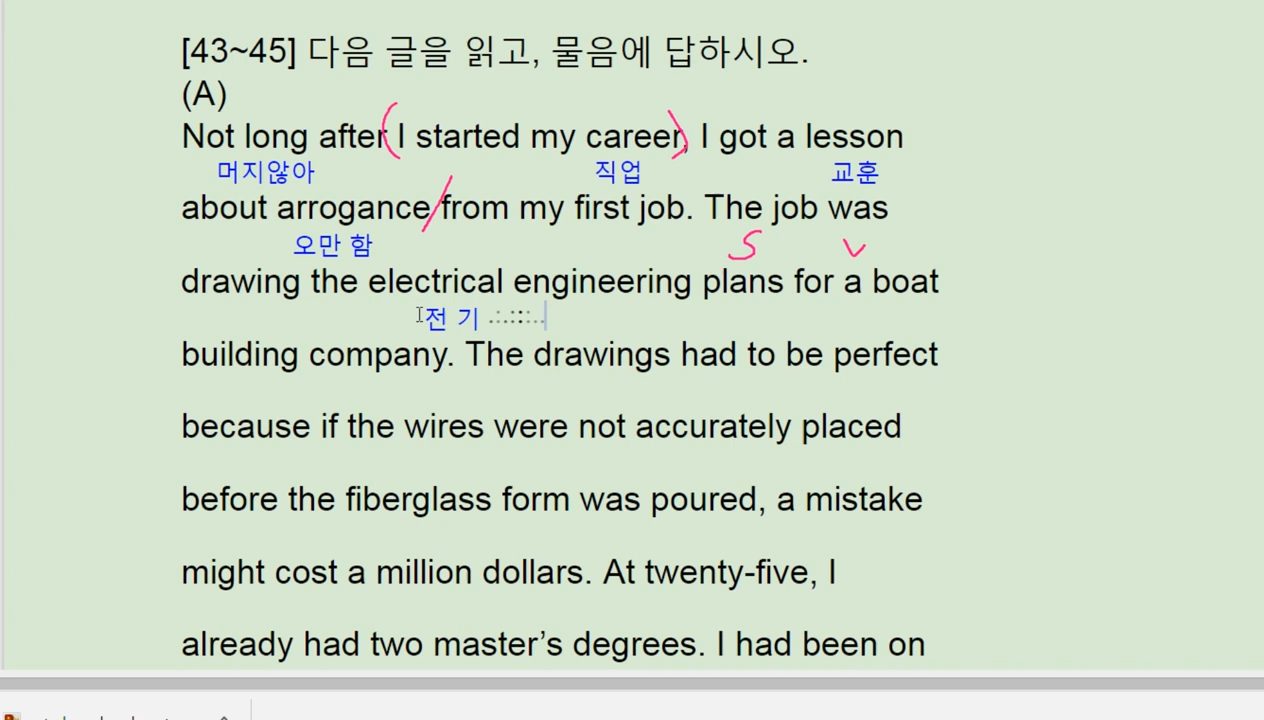 [43~45] 다음 글을 읽고, 물음에 답하시오.
(A)
Not long after (I started my career), I got a lesson
머지않아 직업 교훈
about arrogance / from my first job. The job was
오만 함 S V
drawing the electrical engineering plans for a boat
전 기
building company. The drawings had to be perfect
because if the wires were not accurately placed
before the fiberglass form was poured, a mistake
might cost a million dollars. At twenty-five, I
already had two master’s degrees. I had been on